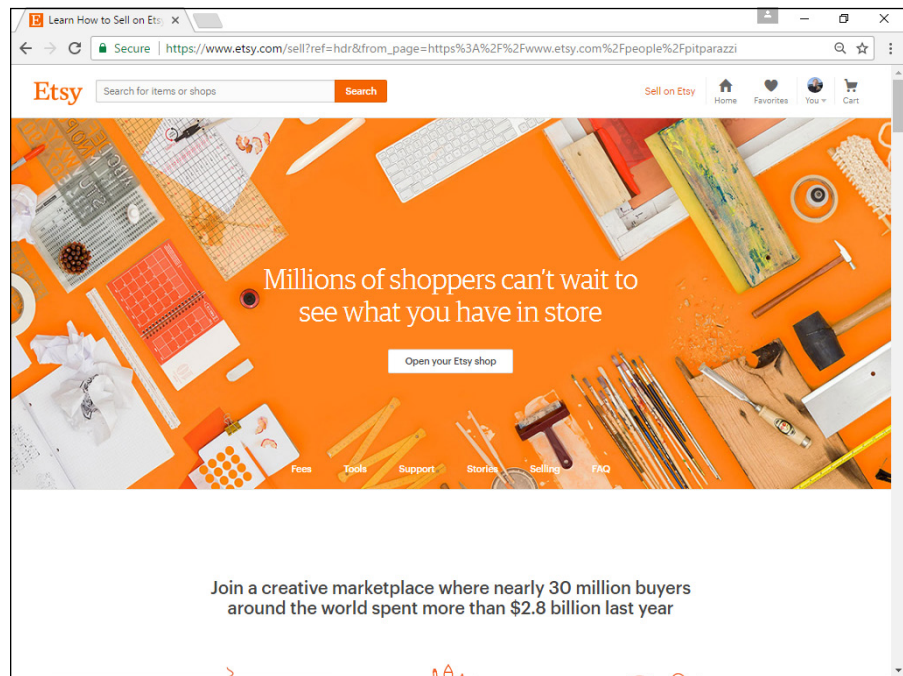 Learn How to Sell on Ets
Secure | https://www.etsy.com/sell?ref=hdr&from_page=https%3A%2F%2Fwww.etsy.com%2Fpeople%2Fpitparazzi
Etsy
Search for items or shops
Search
Sell on Etsy
Home
Favorites
You
Cart
Millions of shoppers can't wait to
see what you have in store
Open your Etsy shop
Fees Tools Support Stories Selling FAQ
Join a creative marketplace where nearly 30 million buyers
around the world spent more than $2.8 billion last year